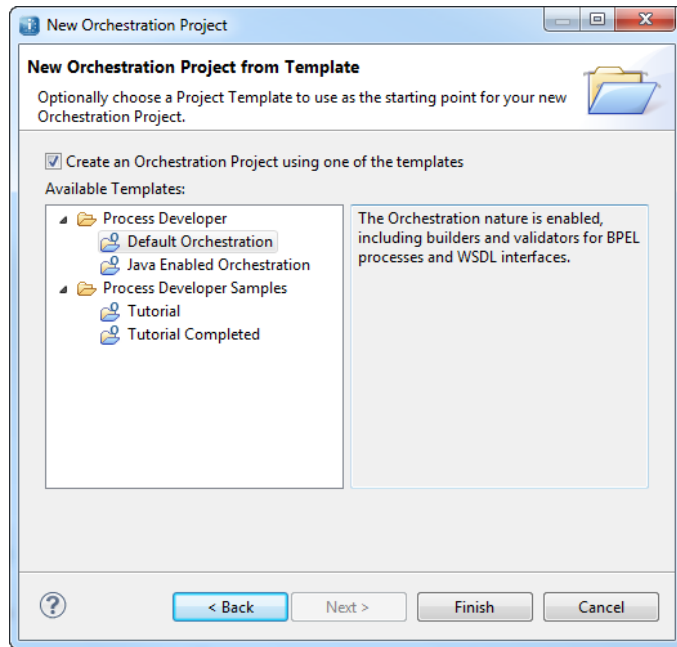 New Orchestration Project
New Orchestration Project from Template
Optionally choose a Project Template to use as the starting point for your new
Orchestration Project.
Create an Orchestration Project using one of the templates
Available Templates:
Process Developer
Default Orchestration
Java Enabled Orchestration
Process Developer Samples
Tutorial
Tutorial Completed
The Orchestration nature is enabled,
including builders and validators for BPEL
processes and WSDL interfaces.
< Back
Next >
Finish
Cancel